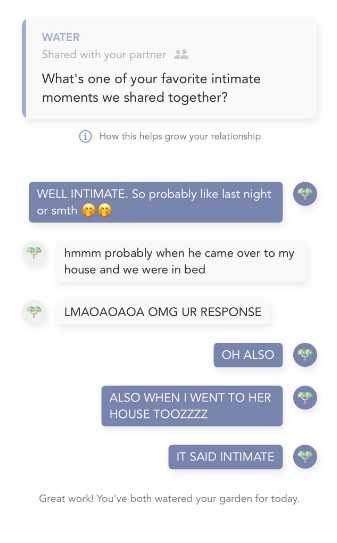 WATER
Shared with your partner
What's one of your favorite intimate
moments we shared together?
How this helps grow your relationship
WELL INTIMATE. So probably like last night
or smth 🤭🤭
hmmm probably when he came over to my
house and we were in bed
LMAOAOAOA OMG UR RESPONSE
OH ALSO
ALSO WHEN I WENT TO HER
HOUSE TOOZZZZ
IT SAID INTIMATE
Great work! You've both watered your garden for today.